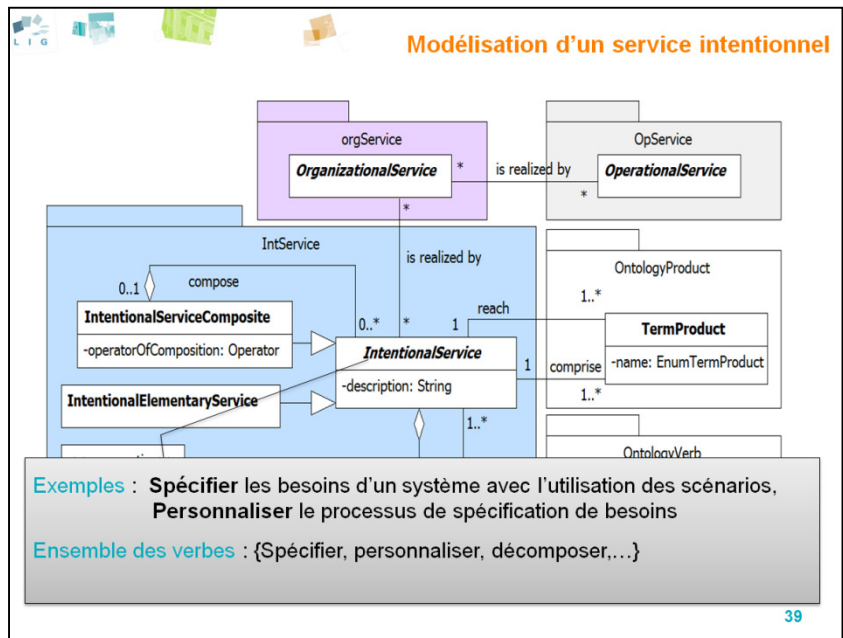 L I G
Modélisation d'un service intentionnel
orgService
OpService
OrganizationalService
*
is realized by
*
OperationalService
*
is realized by
*
IntService
OntologyProduct
compose
0..1
0..*
IntentionalServiceComposite
-operatorOfComposition: Operator
IntentionalService
-description: String
1
reach
1..*
TermProduct
-name: EnumTermProduct
1
comprise
1..*
IntentionalElementaryService
1..*
OntologyVerb
Exemples : Spécifier les besoins d'un système avec l'utilisation des scénarios,
Personnaliser le processus de spécification de besoins
Ensemble des verbes : {Spécifier, personnaliser, décomposer,…}
39